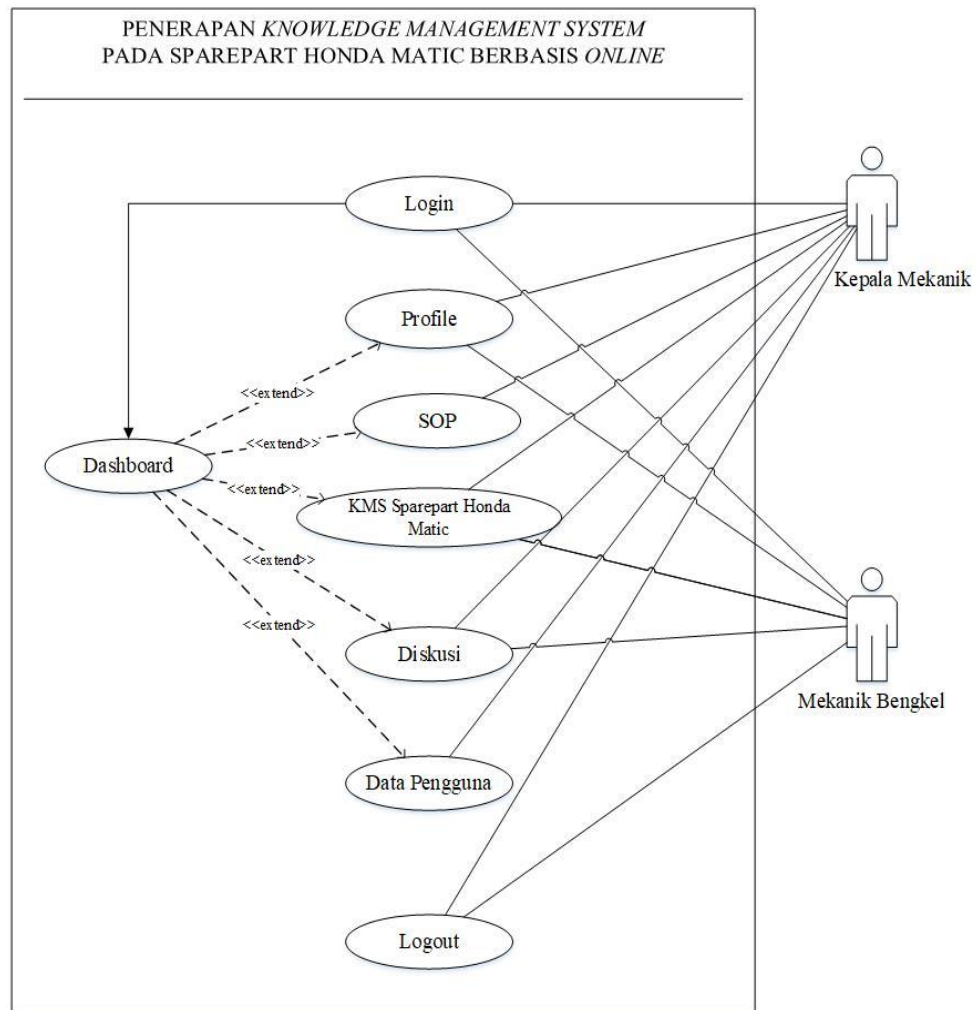 PENERAPAN KNOWLEDGE MANAGEMENT SYSTEM
PADA SPAREPART HONDA MATIC BERBASIS ONLINE
Login
Kepala Mekanik
Profile
<<extend>>
SOP
<<extend>>
Dashboard
<<extend>>
KMS Sparepart Honda
Matic
<<extend>>
Mekanik Bengkel
<<extend>>
Diskusi
Data Pengguna
Logout